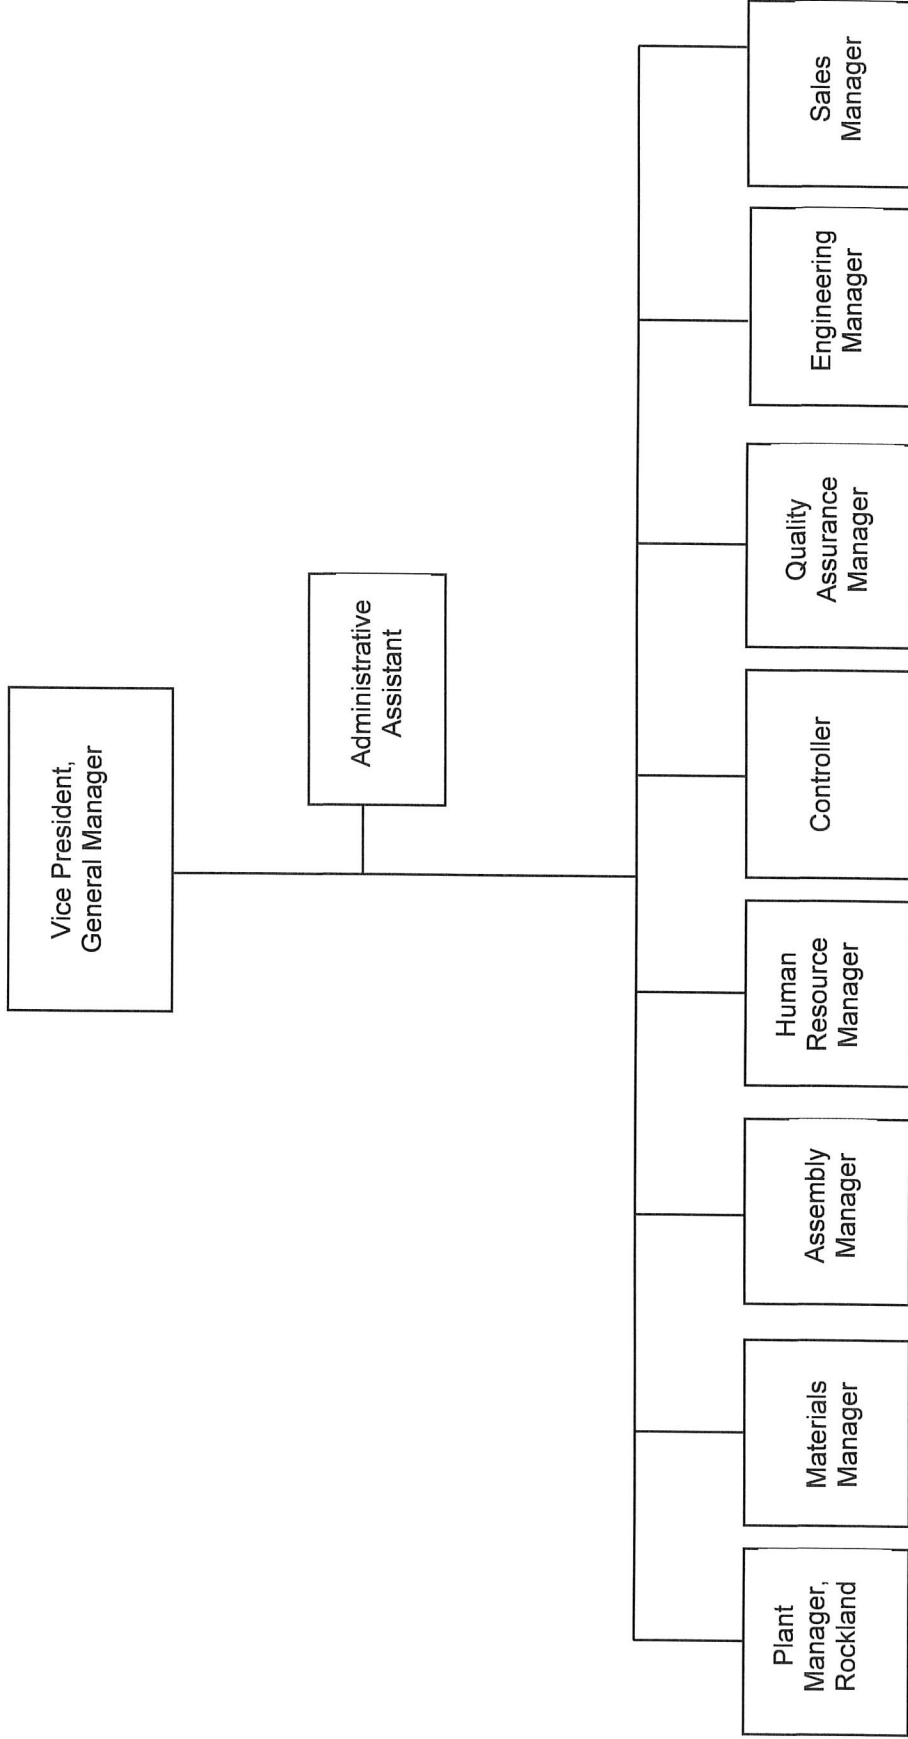 Vice President,
General Manager
Administrative
Assistant
Plant
Manager,
Rockland
Materials
Manager
Assembly
Manager
Human
Resource
Manager
Controller
Quality
Assurance
Manager
Engineering
Manager
Sales
Manager